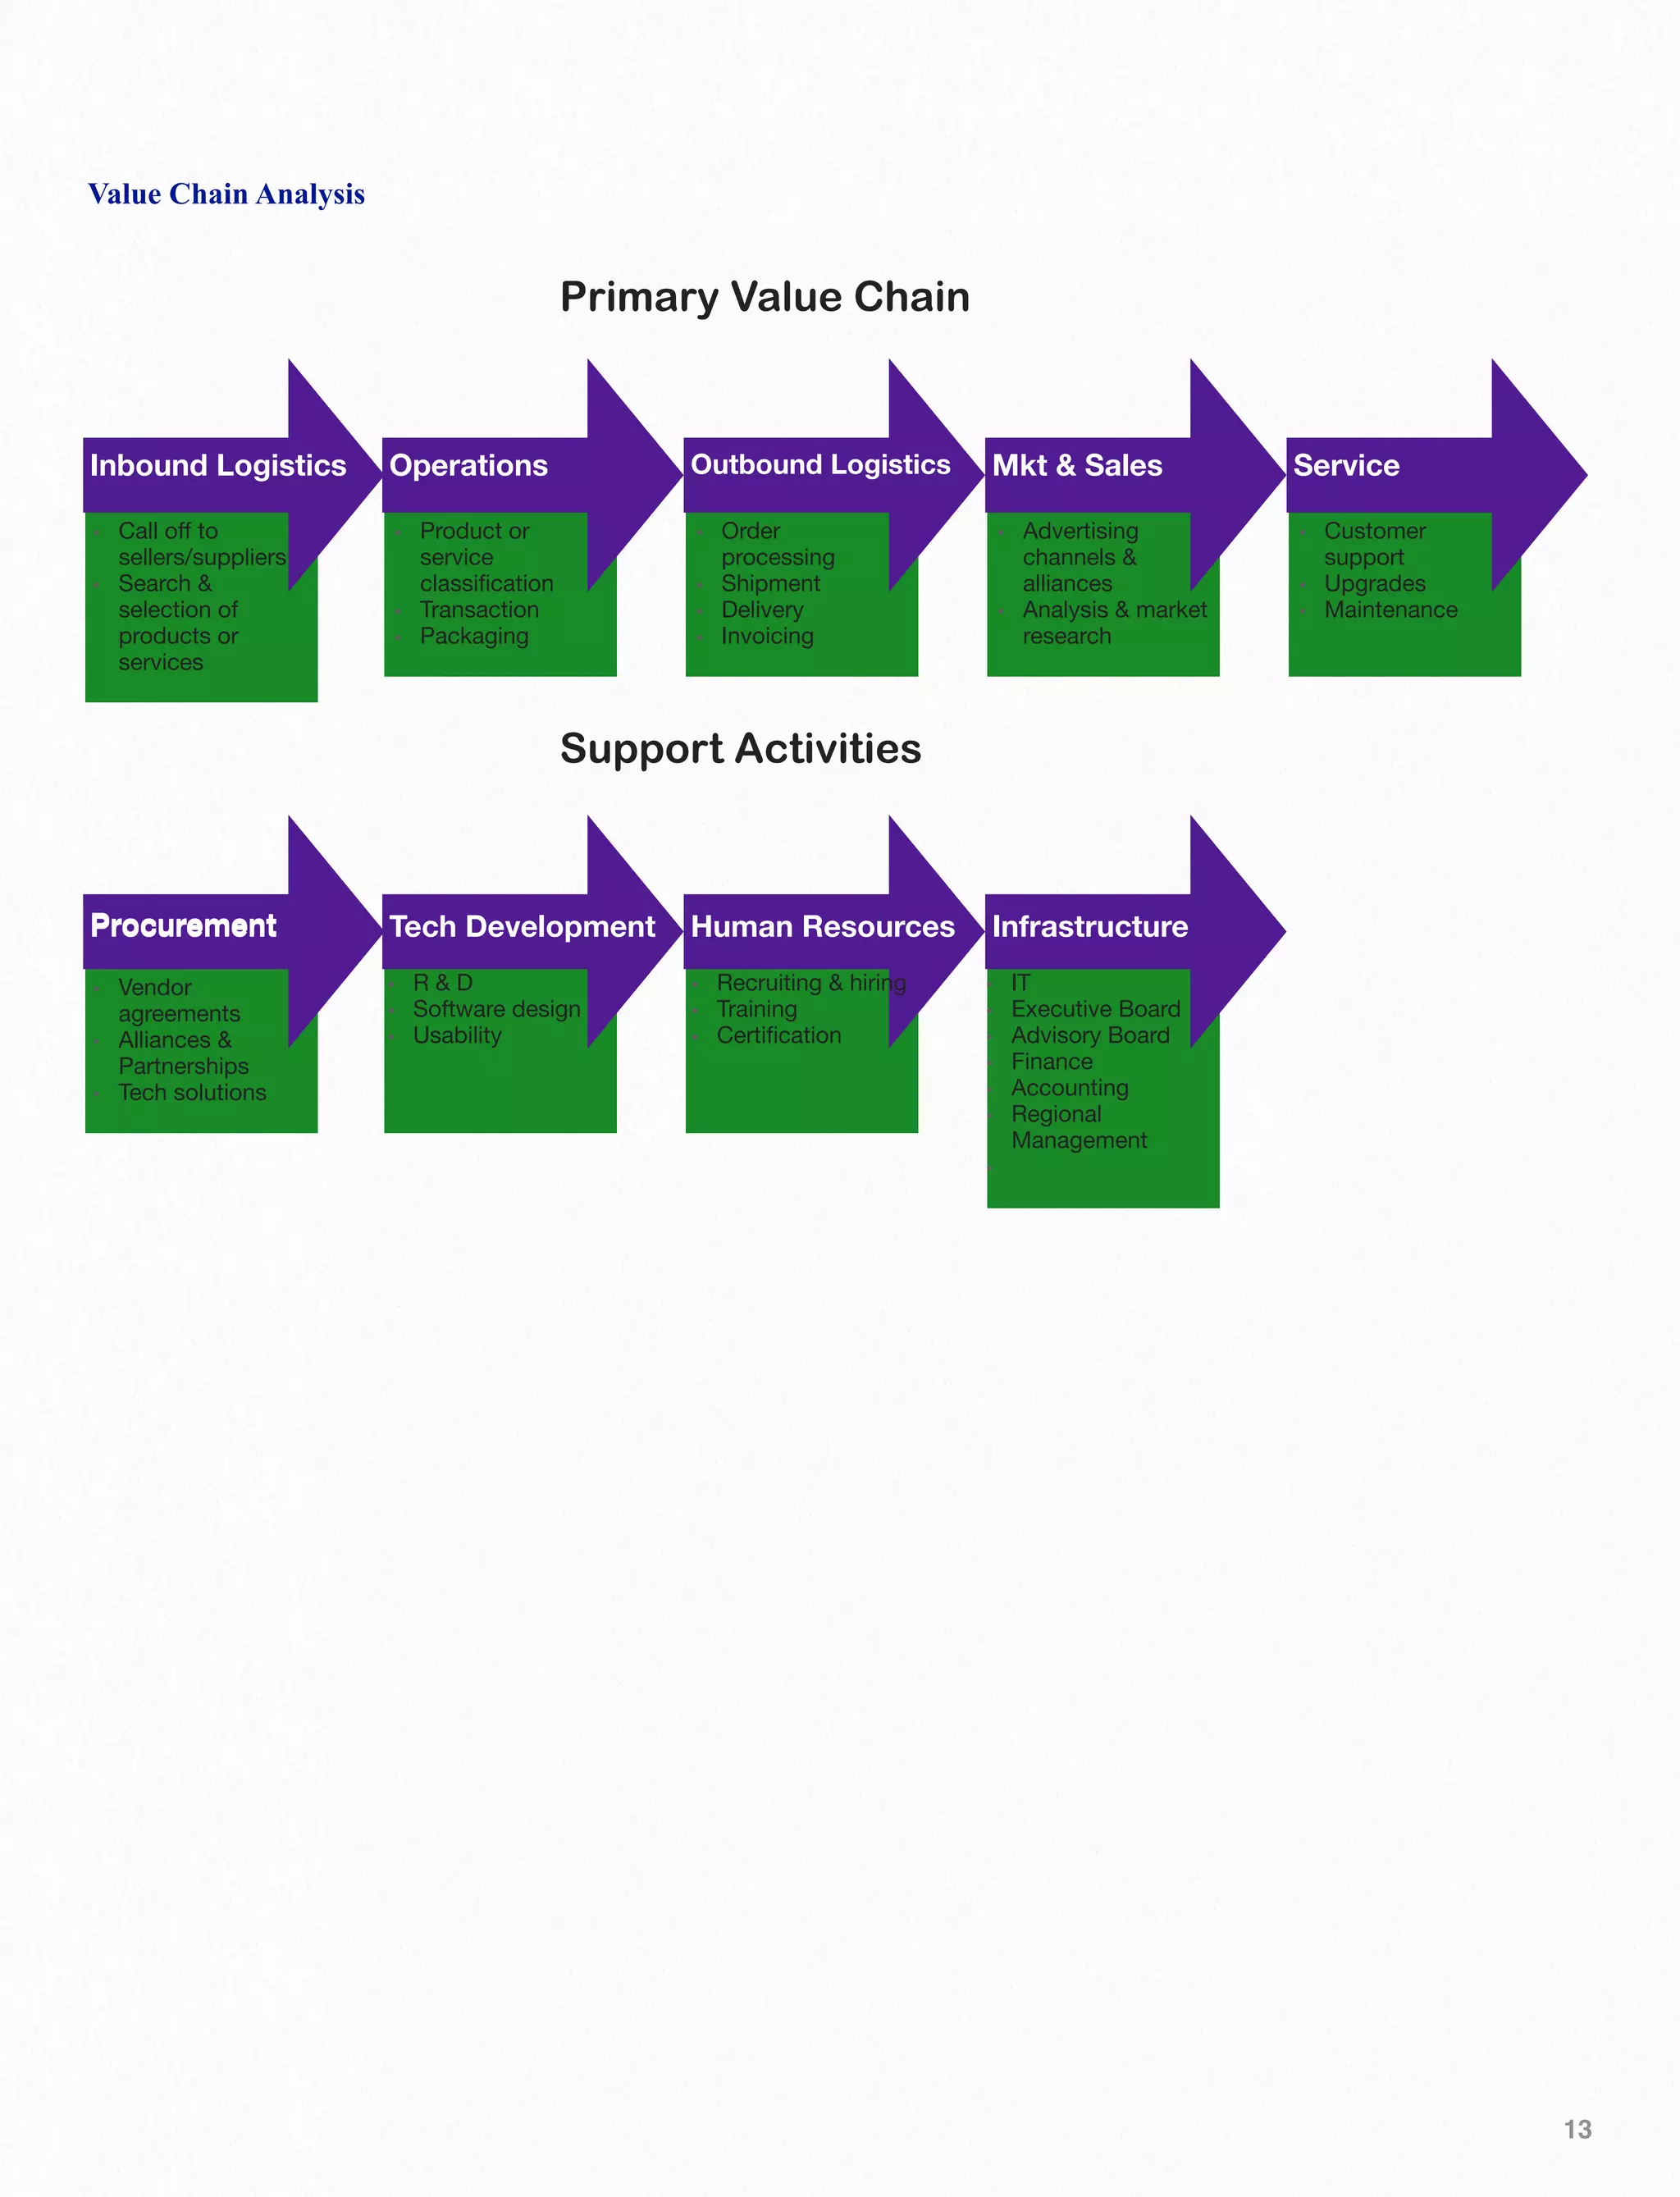 Value Chain Analysis
Primary Value Chain
Inbound Logistics
Call off to
sellers/suppliers
Search &
selection of
products or
services
Operations
Product or
service
classification
Transaction
Packaging
Outbound Logistics
Order
processing
Shipment
Delivery
Invoicing
Mkt & Sales
Advertising
channels &
alliances
Analysis & market
research
Service
Customer
support
Upgrades
Maintenance
Support Activities
Procurement
Vendor
agreements
Alliances &
Partnerships
Tech solutions
Tech Development
R & D
Software design
Usability
Human Resources
Recruiting & hiring
Training
Certification
Infrastructure
IT
Executive Board
Advisory Board
Finance
Accounting
Regional
Management
13